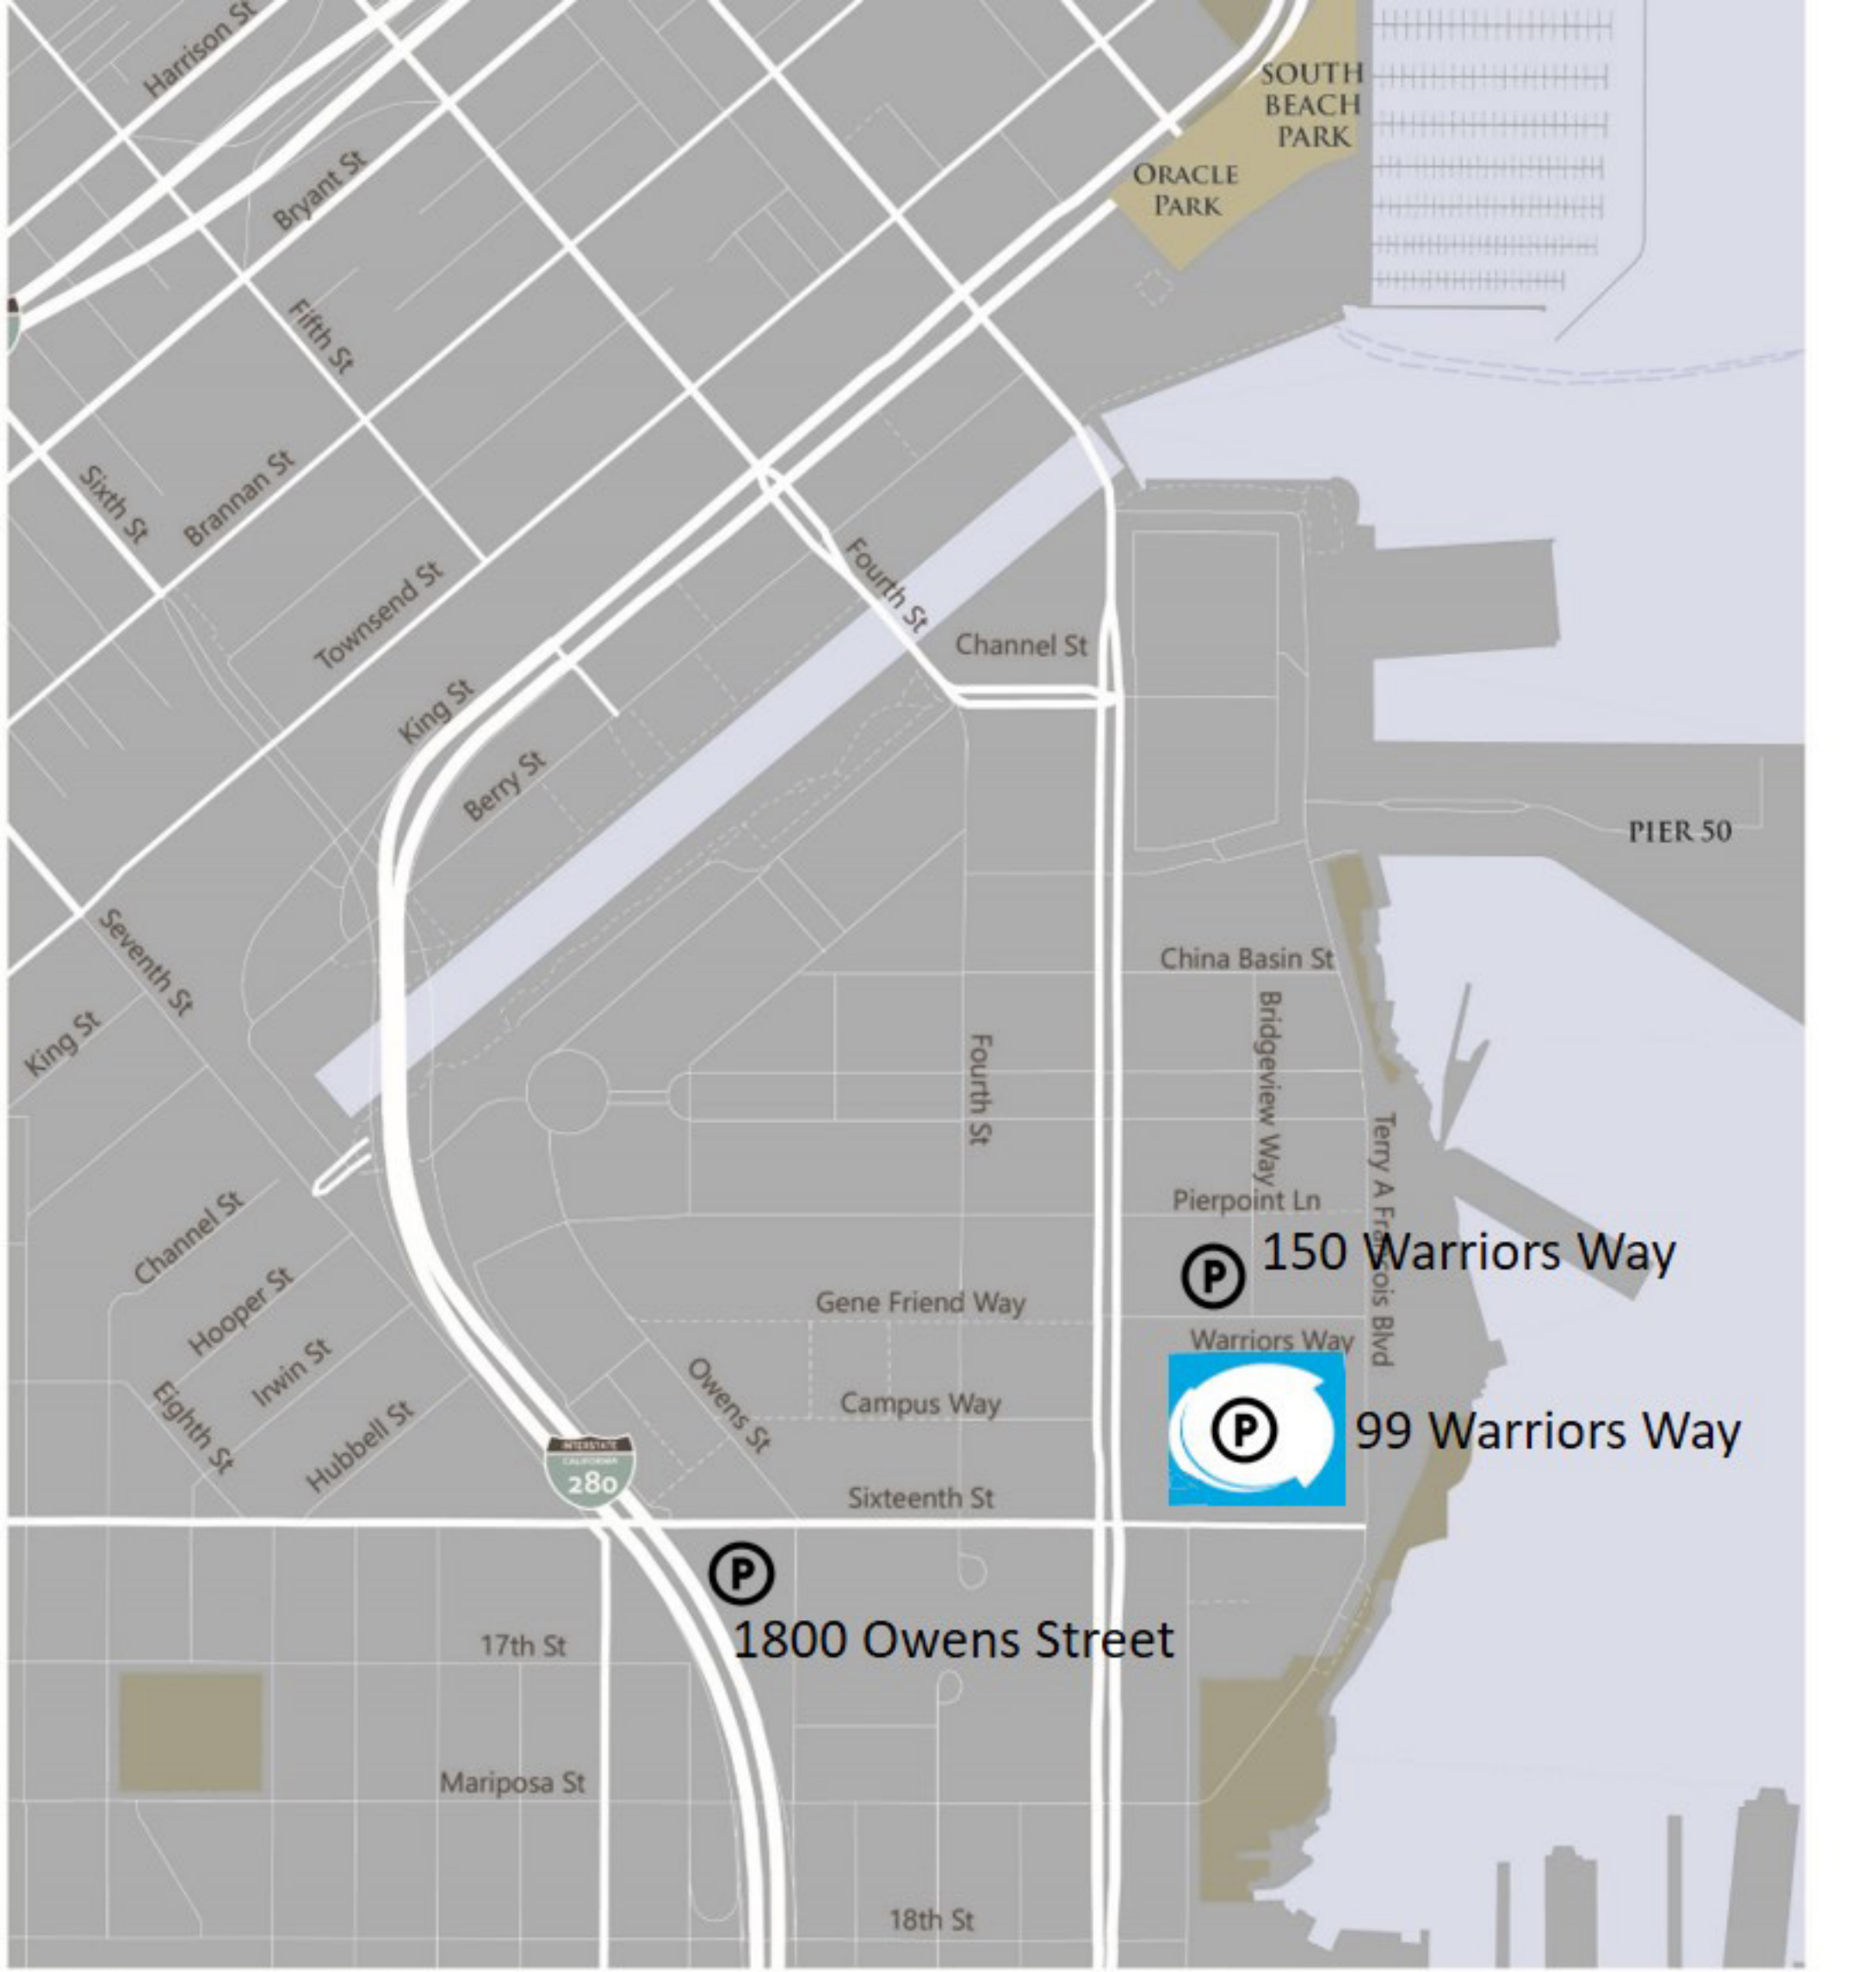 Harrison St
SOUTH
BEACH
PARK
Bryant St
ORACLE
PARK
Fifth St
Sixth St
Brannan St
Townsend St
Fourth St
Channel St
King St
Berry St
PIER 50
Seventh St
China Basin St
King St
Bridgeview Way
Fourth St
Terry A Francois Blvd
Pierpoint Ln
Channel St
P 150 Warriors Way
Hooper St
Gene Friend Way
Warriors Way
Irwin St
Owens St
Eighth St
Hubbell St
Campus Way
P 99 Warriors Way
INTERSTATE
CALIFORNIA
280
Sixteenth St
P
1800 Owens Street
17th St
Mariposa St
18th St